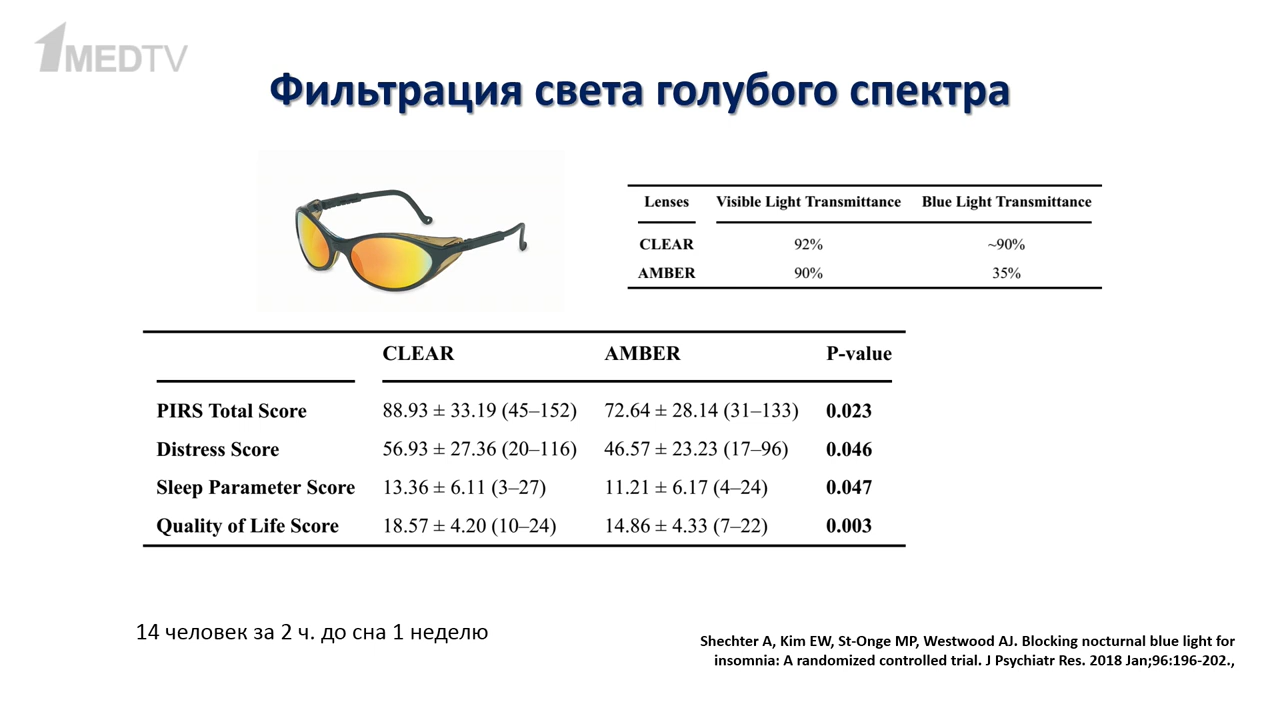 1MEDTV
Фильтрация света голубого спектра
Lenses Visible Light Transmittance Blue Light Transmittance
CLEAR 92% ~90%
AMBER 90% 35%
CLEAR AMBER P-value
PIRS Total Score 88.93 ± 33.19 (45–152) 72.64 ± 28.14 (31–133) 0.023
Distress Score 56.93 ± 27.36 (20–116) 46.57 ± 23.23 (17–96) 0.046
Sleep Parameter Score 13.36 ± 6.11 (3–27) 11.21 ± 6.17 (4–24) 0.047
Quality of Life Score 18.57 ± 4.20 (10–24) 14.86 ± 4.33 (7–22) 0.003
14 человек за 2 ч. до сна 1 неделю
Shechter A, Kim EW, St-Onge MP, Westwood AJ. Blocking nocturnal blue light for
insomnia: A randomized controlled trial. J Psychiatr Res. 2018 Jan;96:196-202.,